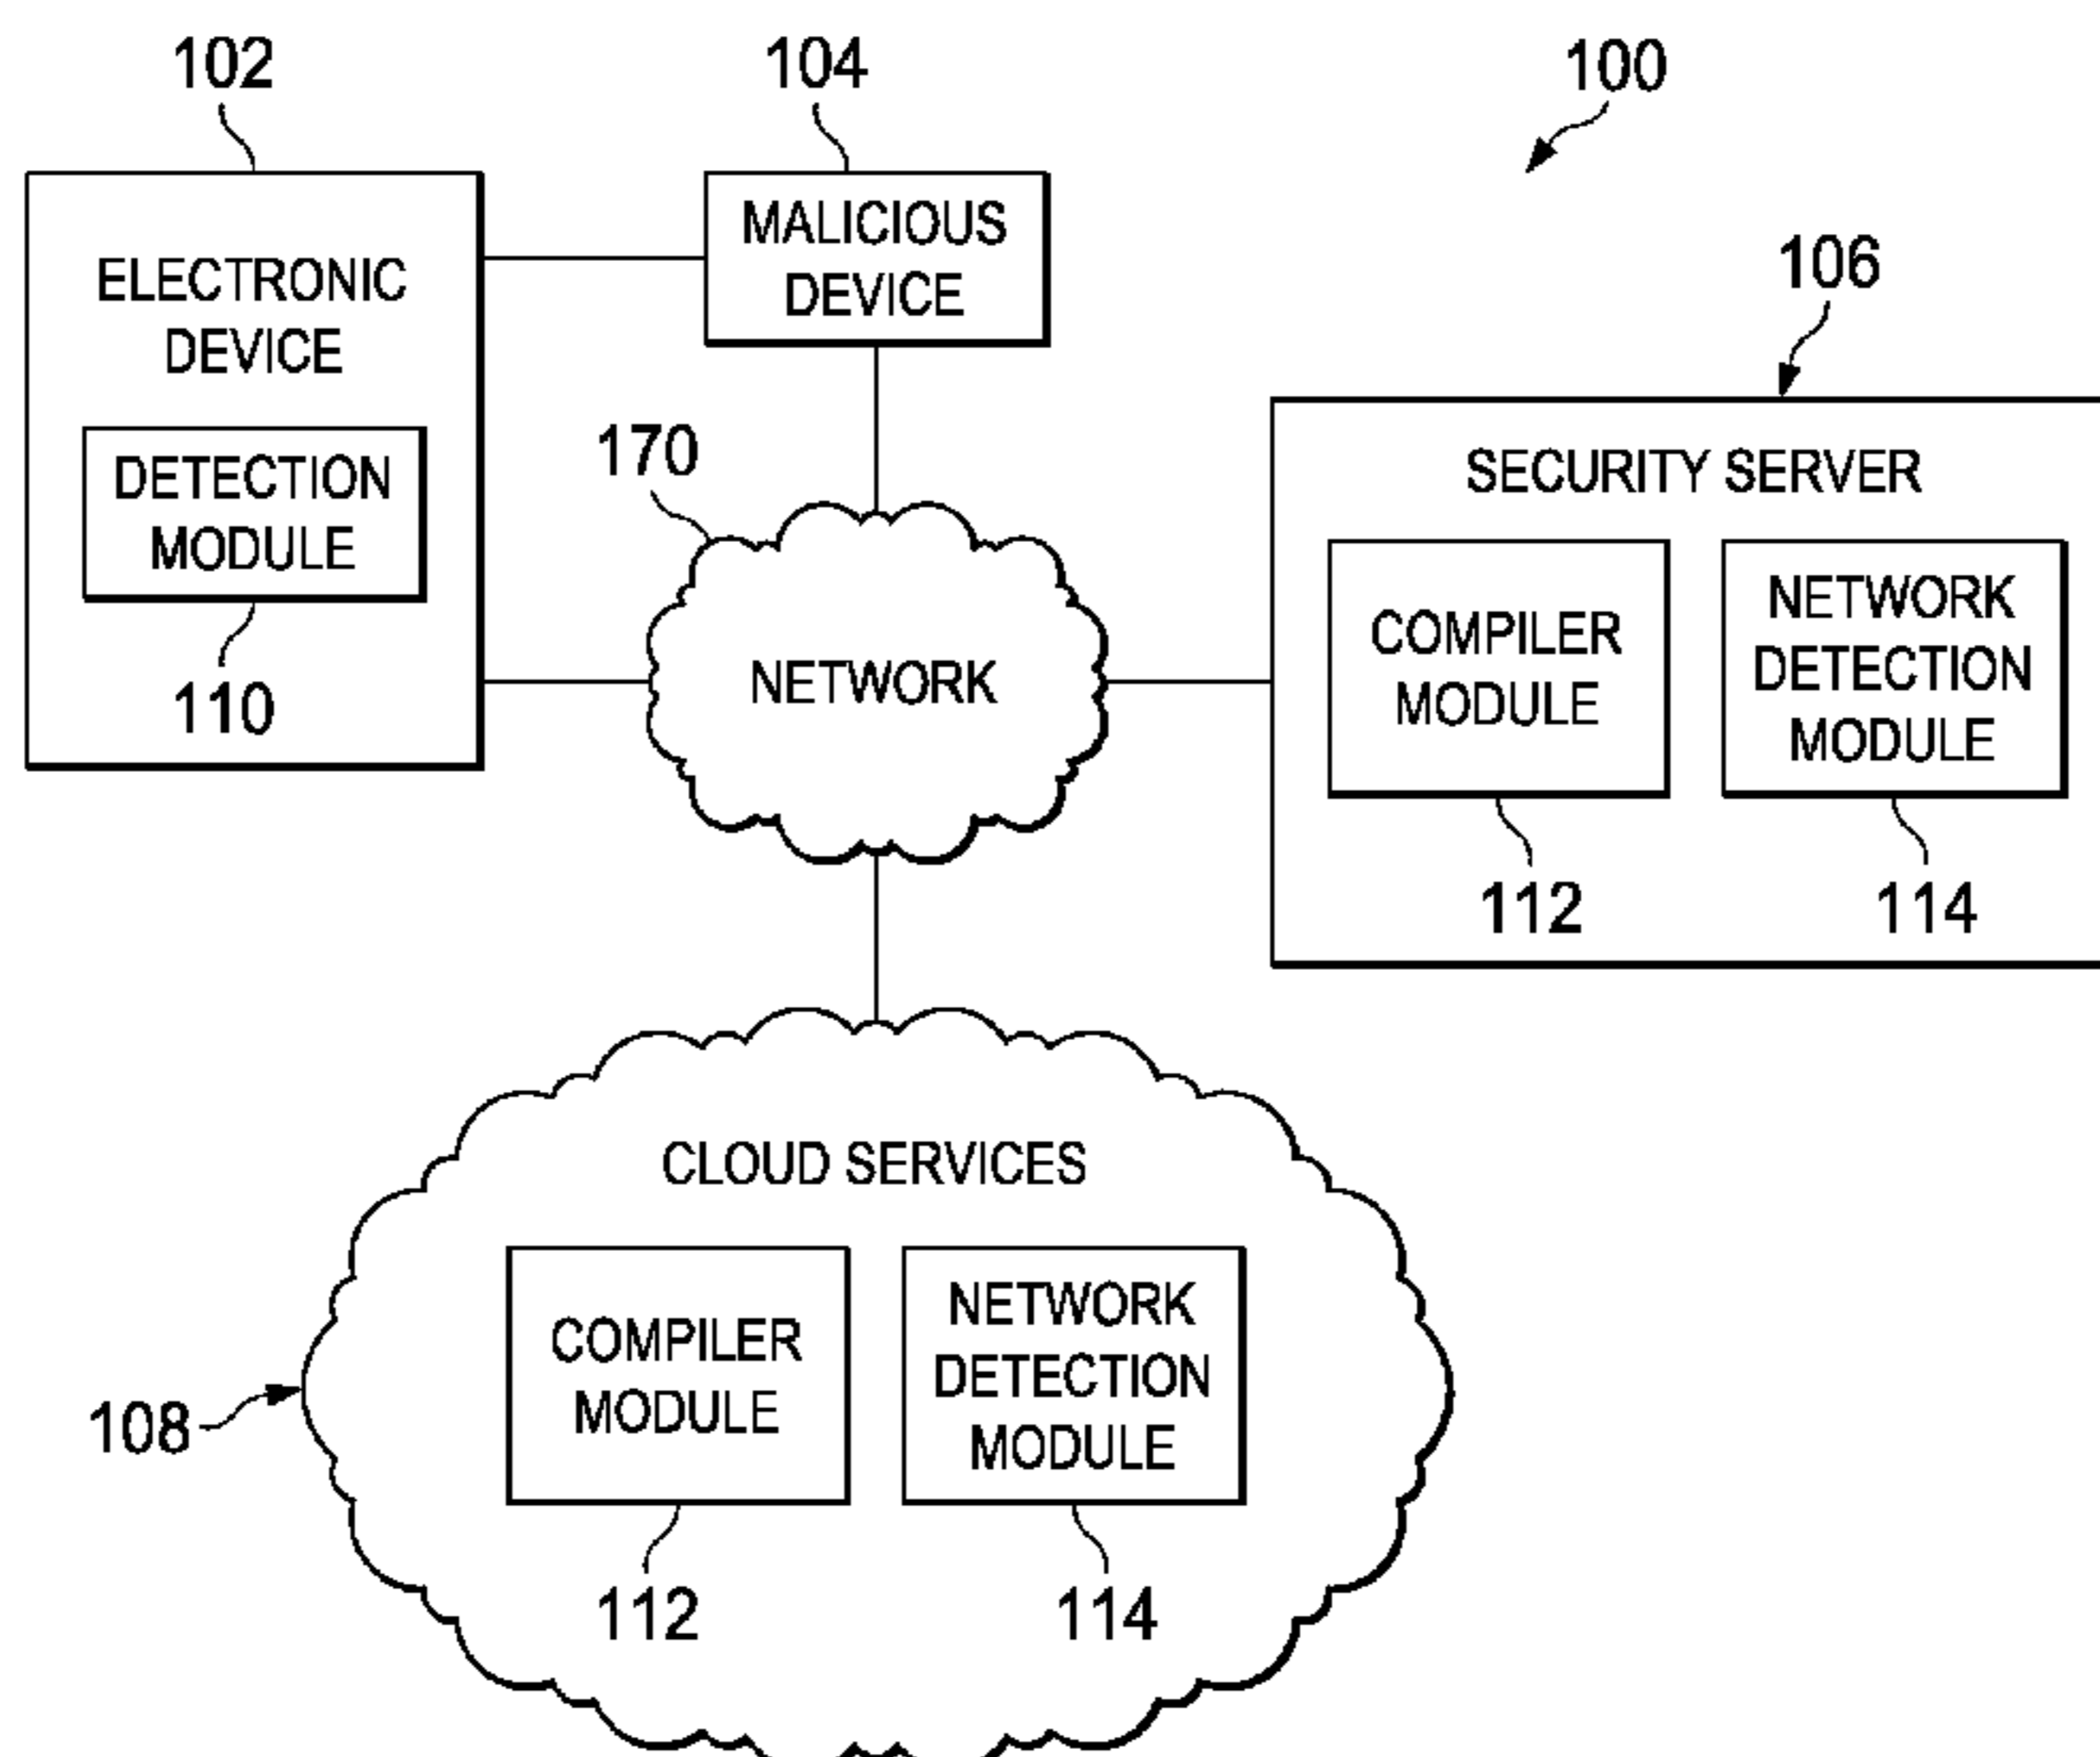 102
104
100
ELECTRONIC
DEVICE
MALICIOUS
DEVICE
106
DETECTION
MODULE
110
170
NETWORK
SECURITY SERVER
COMPILER
MODULE
NETWORK
DETECTION
MODULE
112
114
CLOUD SERVICES
COMPILER
MODULE
NETWORK
DETECTION
MODULE
108
112
114